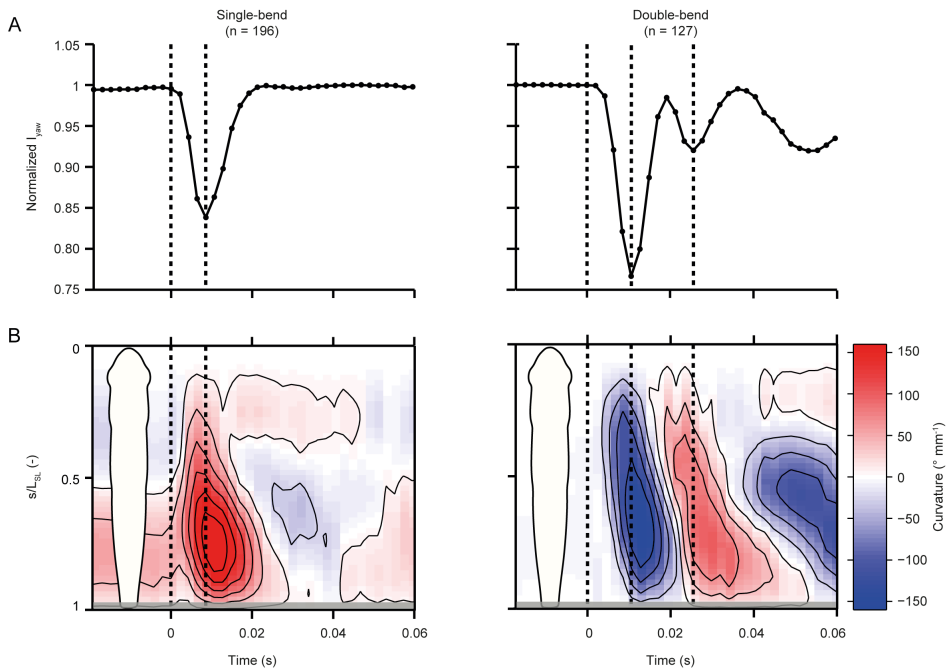 A
Single-bend
(n = 196)
Double-bend
(n = 127)
Normalized I_yaw
1.05
1
0.95
0.90
0.85
0.80
0.75
B
s/L_SL (-)
0
0.5
1
0
0.02
0.04
0.06
Time (s)
0
0.02
0.04
0.06
Time (s)
150
100
50
0
−50
−100
−150
Curvature (° mm⁻¹)